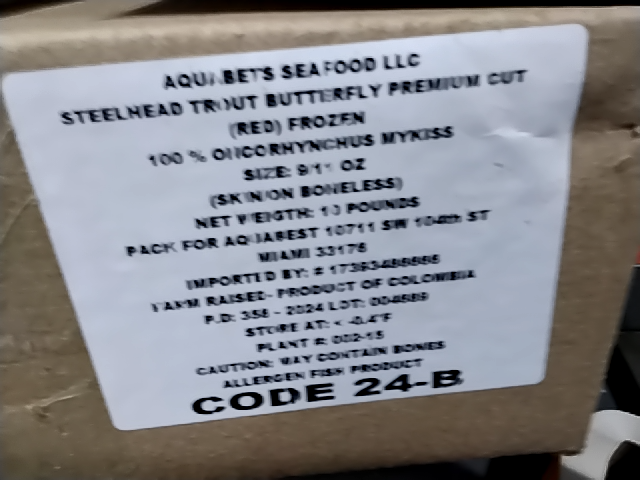 AQUABETS SEAFOOD LLC
STEELHEAD TROUT BUTTERFLY PREMIUM CUT
(RED) FROZEN
100 % ONCORHYNCHUS MYKISS
SIZE: 9/11 OZ
(SKIN ON BONELESS)
NET WEIGTH: 10 POUNDS
PACK FOR AQUABEST 10711 SW 104th ST
MIAMI 33176
IMPORTED BY: #
FARM RAISED- PRODUCT OF COLOMBIA
P.D: 358 - 2024 LOT:
STORE AT: < -0.4°F
PLANT #: 002-15
CAUTION: MAY CONTAIN BONES
ALLERGEN FISH PRODUCT
CODE 24-B